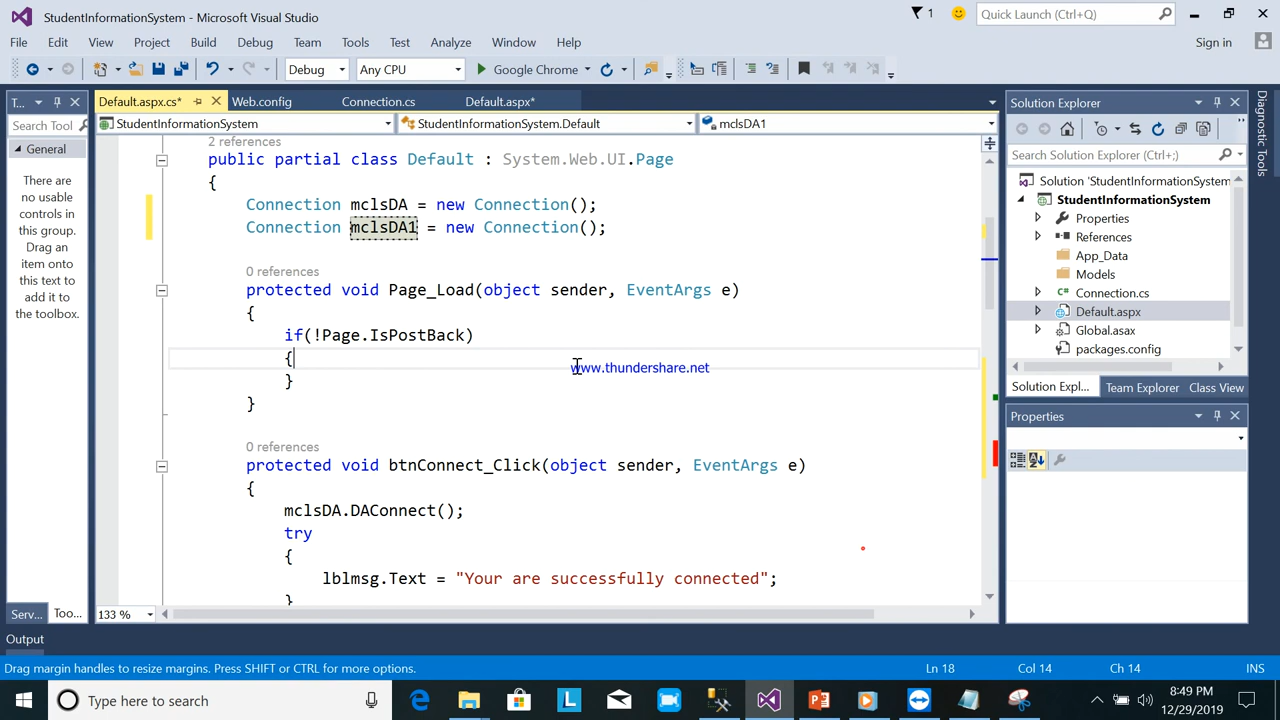 StudentInformationSystem - Microsoft Visual Studio
1
Quick Launch (Ctrl+Q)
File Edit View Project Build Debug Team Tools Test Analyze Window Help
Sign in
Debug Any CPU Google Chrome
T... Default.aspx.cs* Web.config Connection.cs Default.aspx*
Search Tool
General
There are
no usable
controls in
this group.
Drag an
item onto
this text to
add it to
the toolbox.
Serv... Too...
StudentInformationSystem StudentInformationSystem.Default mclsDA1
2 references
public partial class Default : System.Web.UI.Page
{
Connection mclsDA = new Connection();
Connection mclsDA1 = new Connection();
0 references
protected void Page_Load(object sender, EventArgs e)
{
if(!Page.IsPostBack)
{
www.thundershare.net
}
}
0 references
protected void btnConnect_Click(object sender, EventArgs e)
{
mclsDA.DAConnect();
try
{
lblmsg.Text = "Your are successfully connected";
}
133 %
Solution Explorer
Search Solution Explorer (Ctrl+;)
Solution 'StudentInformationSystem
StudentInformationSystem
Properties
References
App_Data
Models
Connection.cs
Default.aspx
Global.asax
packages.config
Solution Expl... Team Explorer Class View
Properties
Diagnostic Tools
Output
Drag margin handles to resize margins. Press SHIFT or CTRL for more options.
Ln 18 Col 14 Ch 14 INS
Type here to search
8:49 PM
12/29/2019